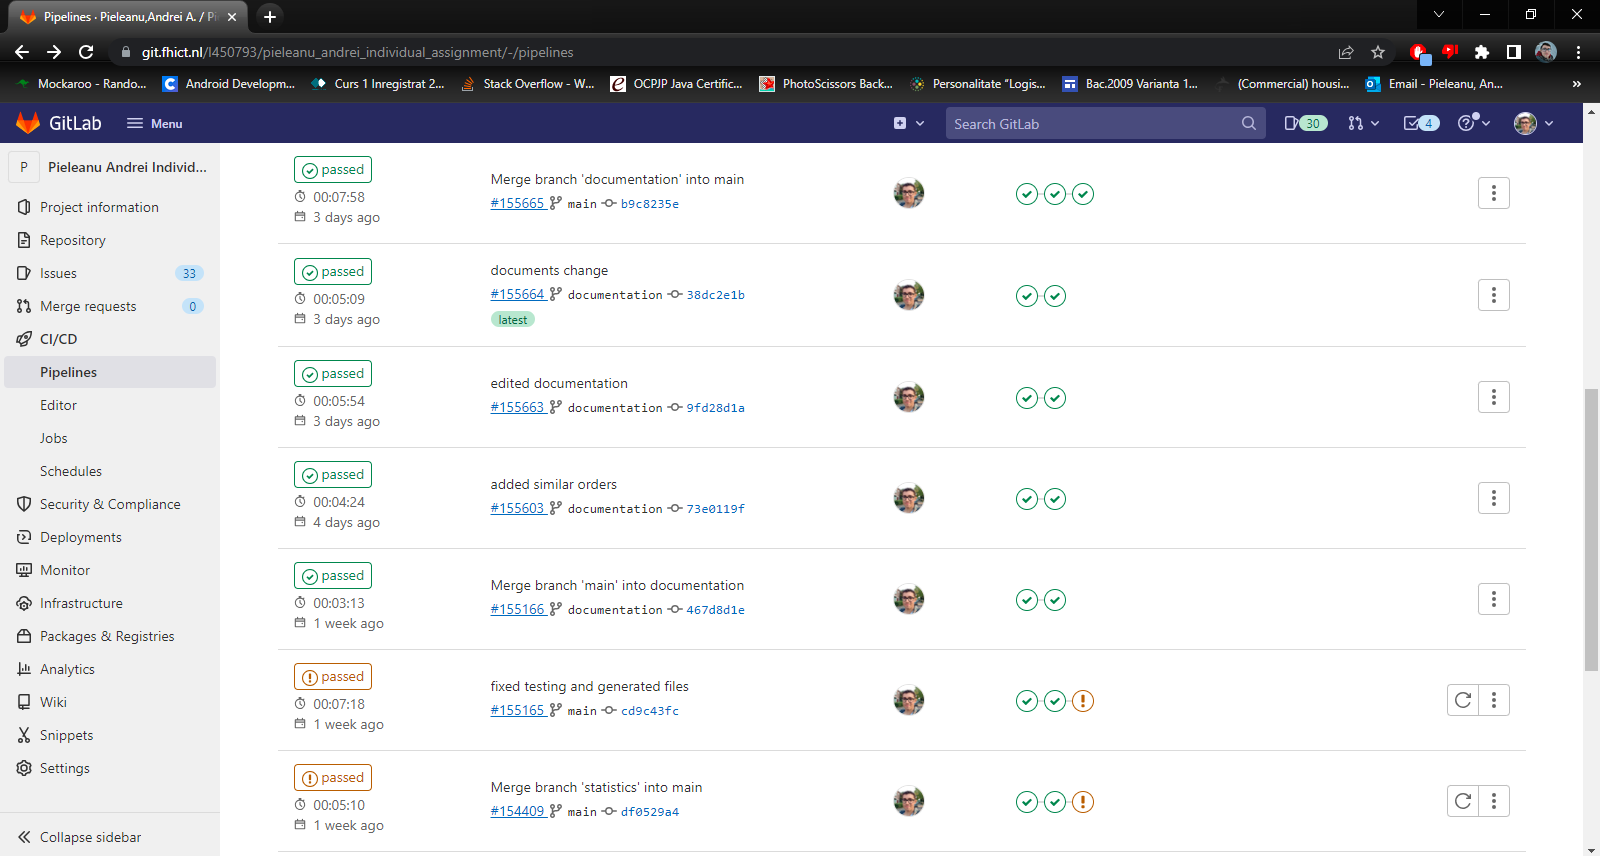 Pipelines · Pieleanu,Andrei A. / Pi
git.fhict.nl/I450793/pieleanu_andrei_individual_assignment/-/pipelines
Mockaroo - Rando...
Android Developm...
Curs 1 Inregistrat 2...
Stack Overflow - W...
OCPJP Java Certific...
PhotoScissors Back...
Personalitate "Logis...
Bac.2009 Varianta 1...
(Commercial) housi...
Email - Pieleanu, An...
GitLab
Menu
Search GitLab
30
4
P
Pieleanu Andrei Individ...
Project information
Repository
Issues 33
Merge requests 0
CI/CD
Pipelines
Editor
Jobs
Schedules
Security & Compliance
Deployments
Monitor
Infrastructure
Packages & Registries
Analytics
Wiki
Snippets
Settings
Collapse sidebar
passed
00:07:58
3 days ago
Merge branch 'documentation' into main
#155665 main b9c8235e
passed
00:05:09
3 days ago
documents change
#155664 documentation 38dc2e1b
latest
passed
00:05:54
3 days ago
edited documentation
#155663 documentation 9fd28d1a
passed
00:04:24
4 days ago
added similar orders
#155603 documentation 73e0119f
passed
00:03:13
1 week ago
Merge branch 'main' into documentation
#155166 documentation 467d8d1e
passed
00:07:18
1 week ago
fixed testing and generated files
#155165 main cd9c43fc
passed
00:05:10
1 week ago
Merge branch 'statistics' into main
#154409 main df0529a4